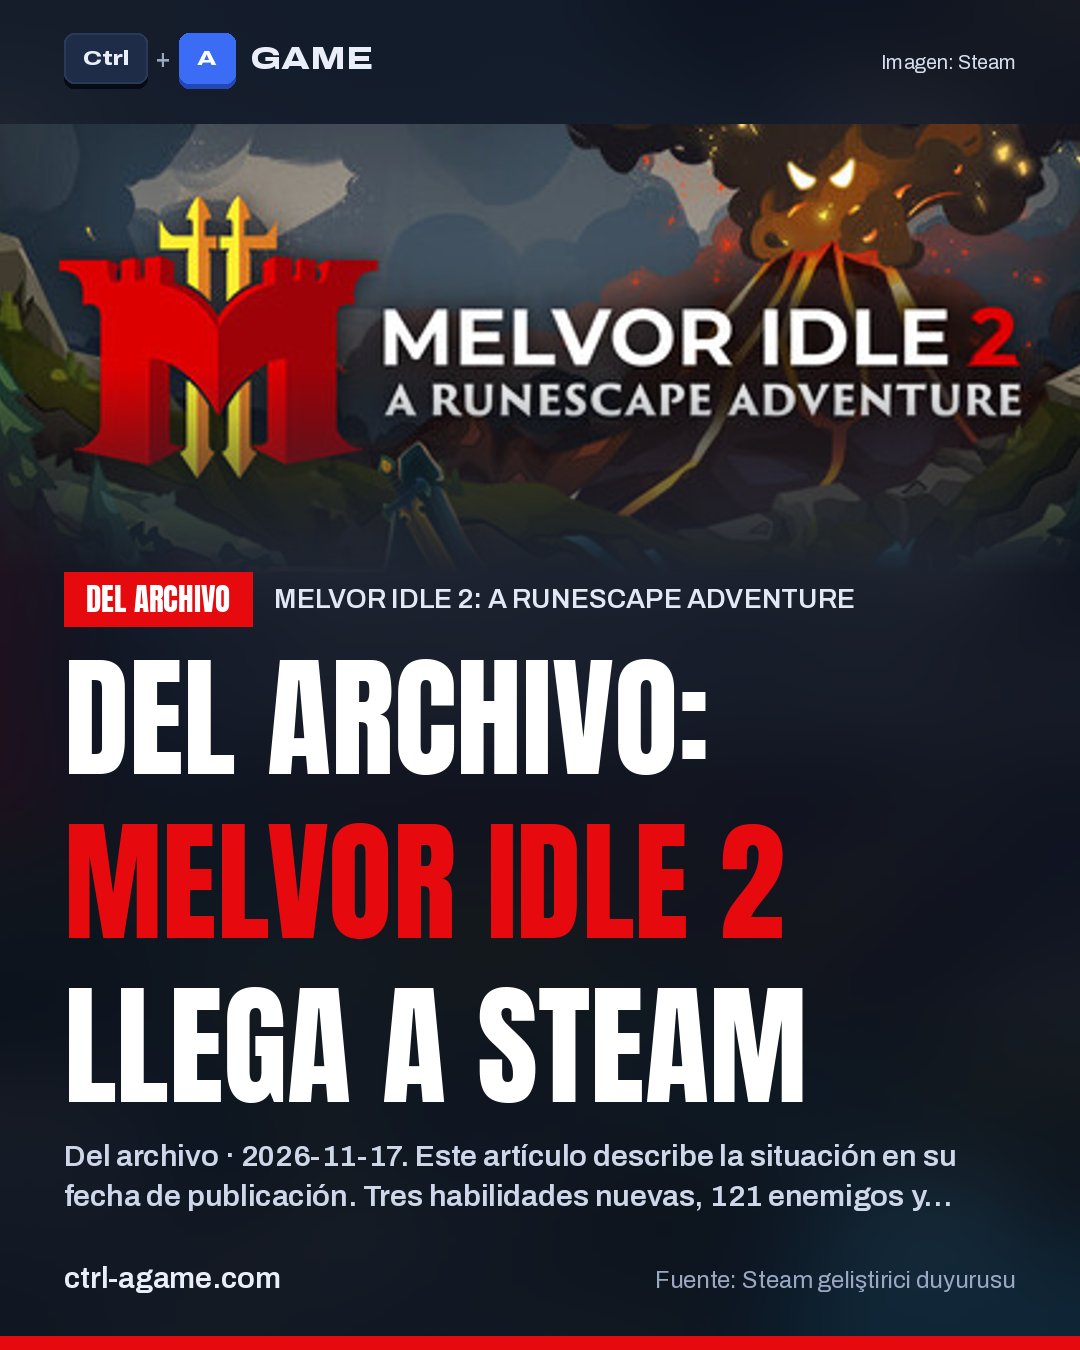 Ctrl + A GAME
Imagen: Steam
MELVOR IDLE 2
A RUNESCAPE ADVENTURE
DEL ARCHIVO
MELVOR IDLE 2: A RUNESCAPE ADVENTURE
DEL ARCHIVO:
MELVOR IDLE 2
LLEGA A STEAM
Del archivo · 2026-11-17. Este artículo describe la situación en su
fecha de publicación. Tres habilidades nuevas, 121 enemigos y...
ctrl-agame.com
Fuente: Steam geliştirici duyurusu